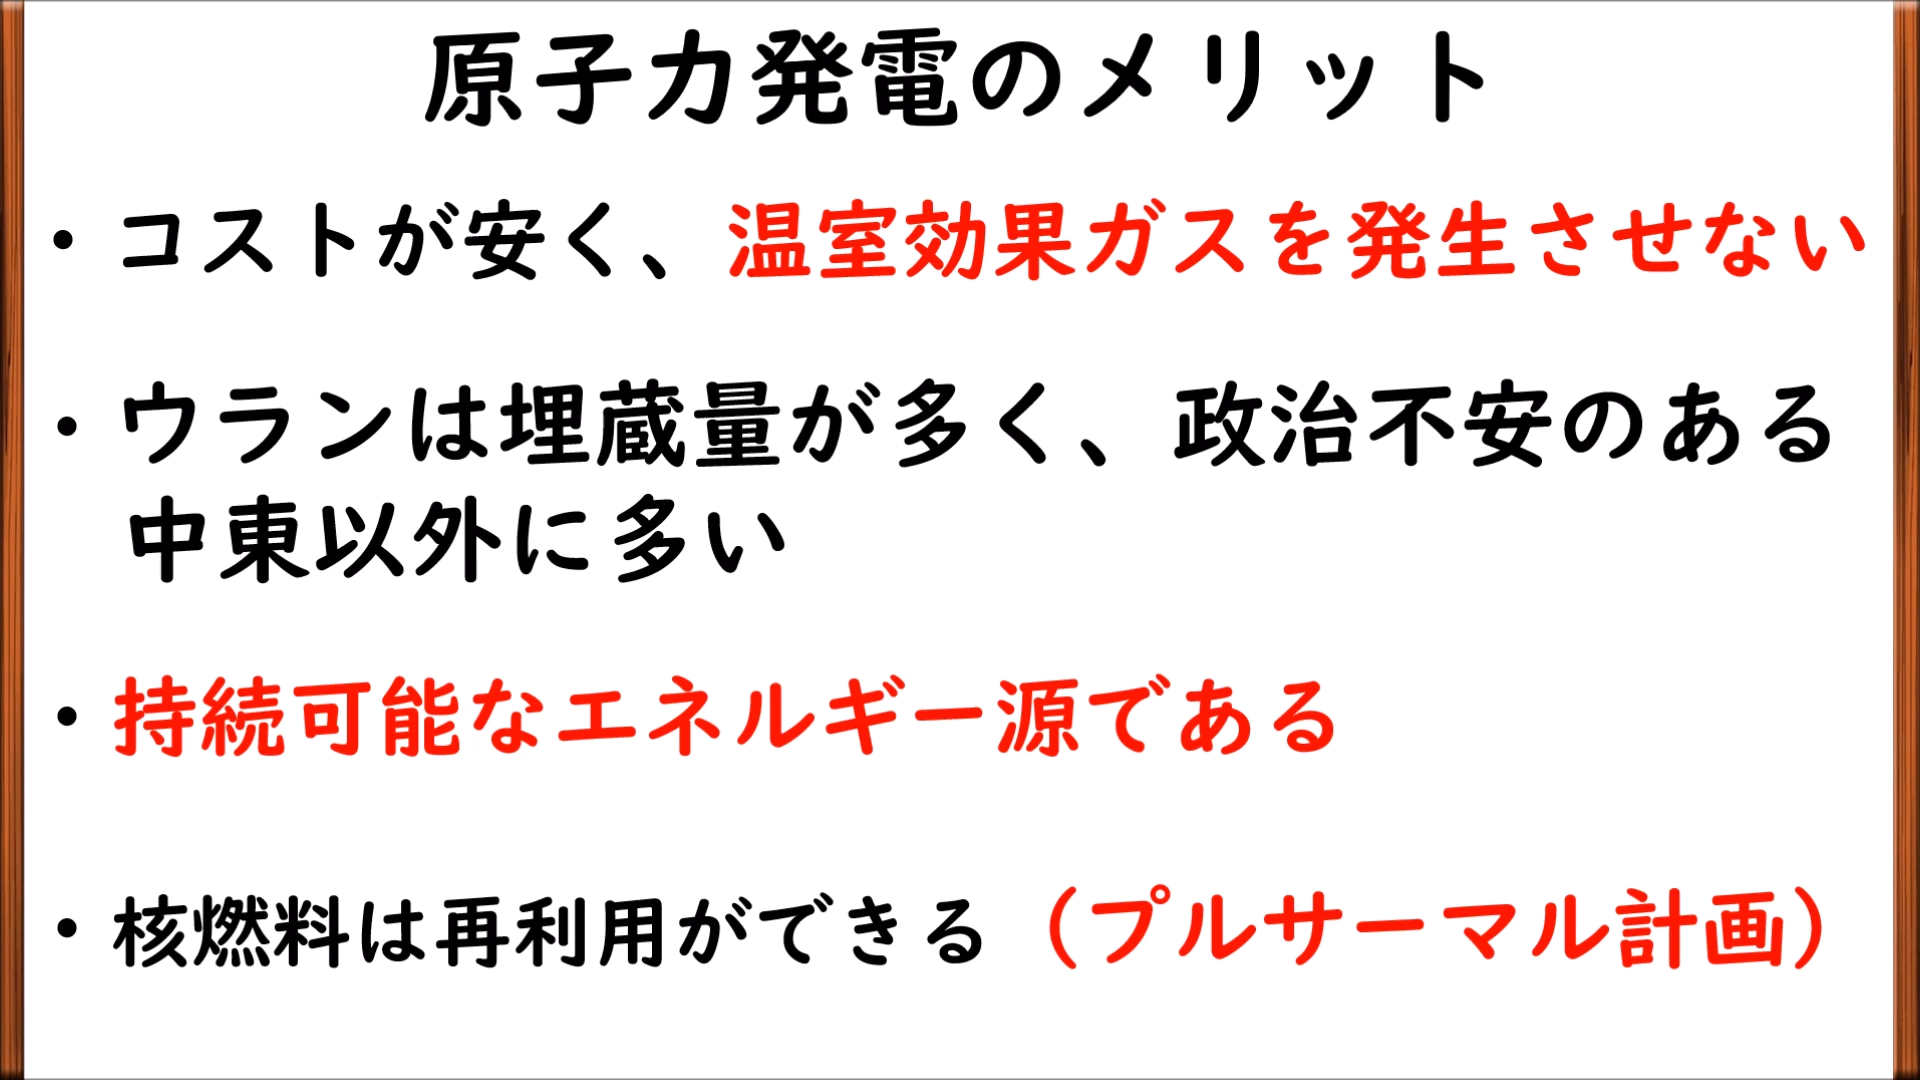 原子力発電のメリット
・コストが安く、温室効果ガスを発生させない
・ウランは埋蔵量が多く、政治不安のある
中東以外に多い
・持続可能なエネルギー源である
・核燃料は再利用ができる（プルサーマル計画）